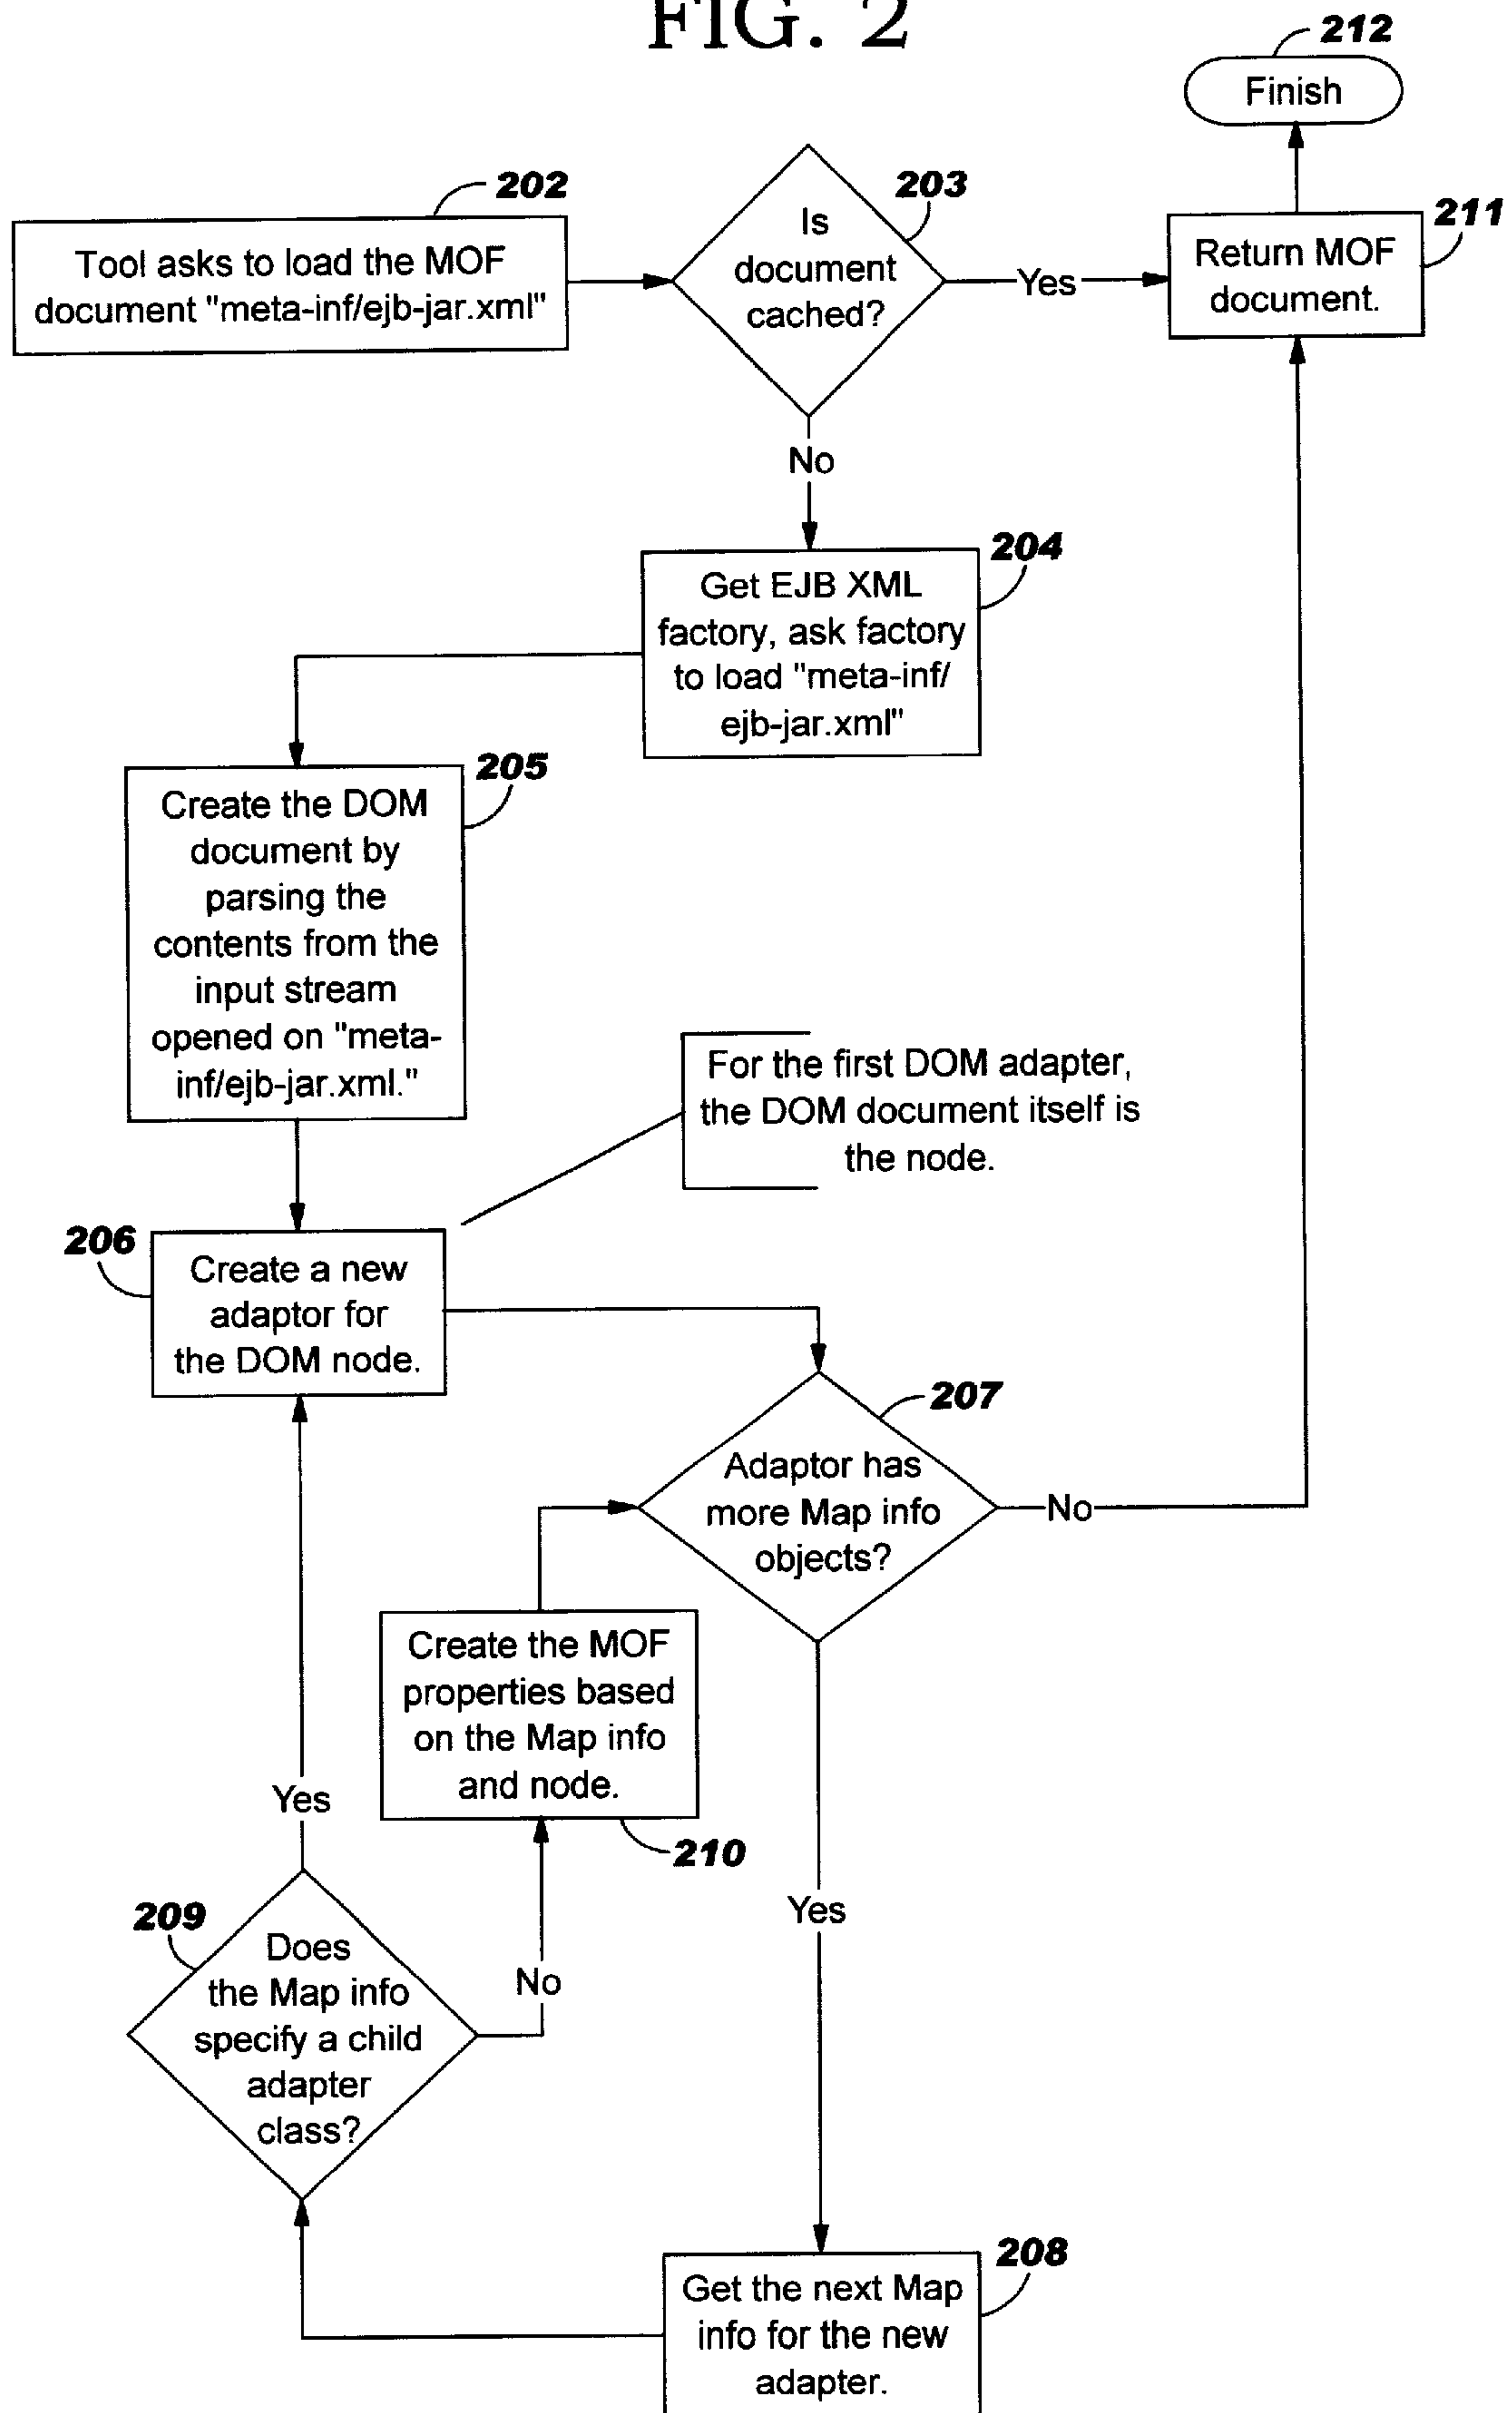 FIG. 2
212
Finish
202
Tool asks to load the MOF
document "meta-inf/ejb-jar.xml"
203
Is
document
cached?
Yes
211
Return MOF
document.
No
204
Get EJB XML
factory, ask factory
to load "meta-inf/
ejb-jar.xml"
205
Create the DOM
document by
parsing the
contents from the
input stream
opened on "meta-
inf/ejb-jar.xml."
For the first DOM adapter,
the DOM document itself is
the node.
206
Create a new
adaptor for
the DOM node.
207
Adaptor has
more Map info
objects?
No
Create the MOF
properties based
on the Map info
and node.
210
Yes
Yes
209
Does
the Map info
specify a child
adapter
class?
No
208
Get the next Map
info for the new
adapter.